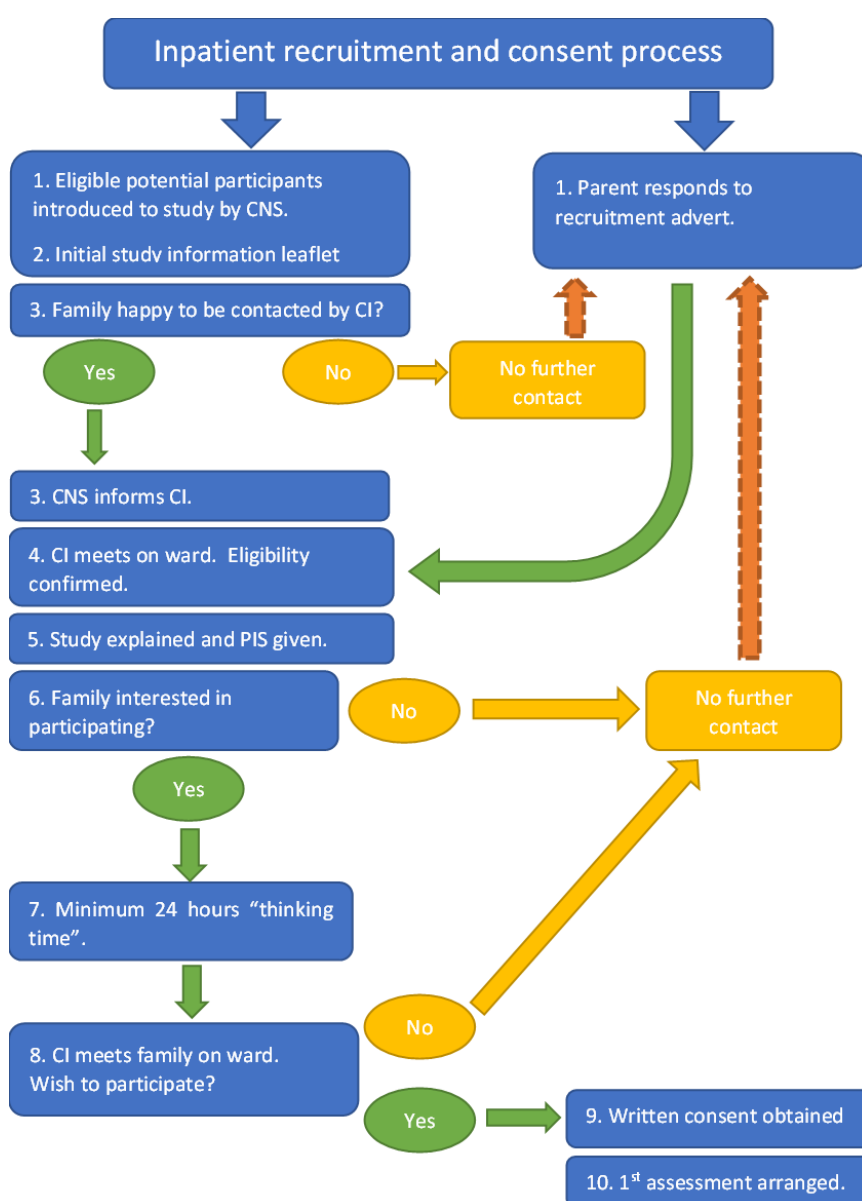 Inpatient recruitment and consent process
1. Eligible potential participants
introduced to study by CNS.
2. Initial study information leaflet
1. Parent responds to
recruitment advert.
3. Family happy to be contacted by CI?
Yes
No
No further
contact
3. CNS informs CI.
4. CI meets on ward.  Eligibility
confirmed.
5. Study explained and PIS given.
6. Family interested in
participating?
No
No further
contact
Yes
7. Minimum 24 hours “thinking
time”.
8. CI meets family on ward.
Wish to participate?
No
Yes
9. Written consent obtained
10. 1st assessment arranged.